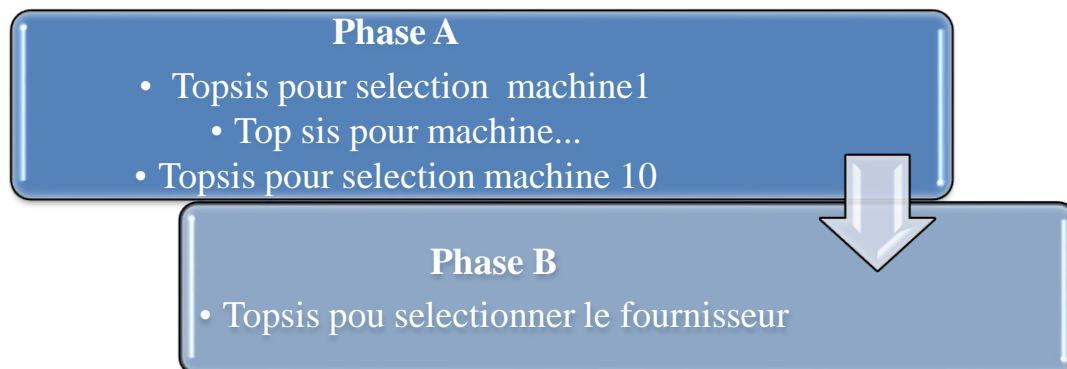 Phase A
• Topsis pour selection machine1
• Top sis pour machine...
• Topsis pour selection machine 10
Phase B
• Topsis pou selectionner le fournisseur